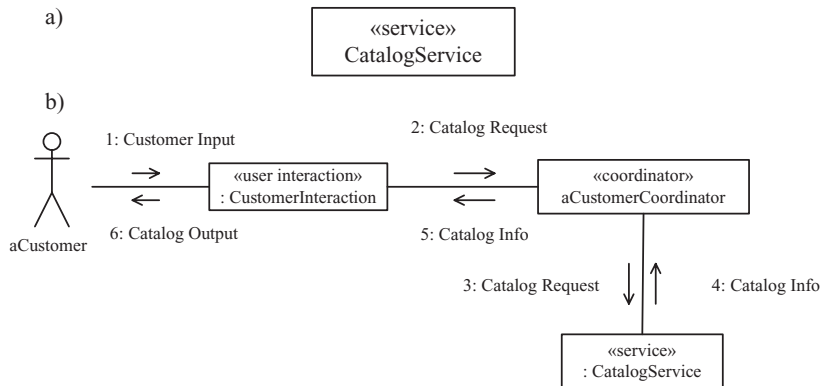 a)
«service»
CatalogService
b)
1: Customer Input
2: Catalog Request
«user interaction»
: CustomerInteraction
«coordinator»
aCustomerCoordinator
aCustomer
6: Catalog Output
5: Catalog Info
3: Catalog Request
4: Catalog Info
«service»
: CatalogService